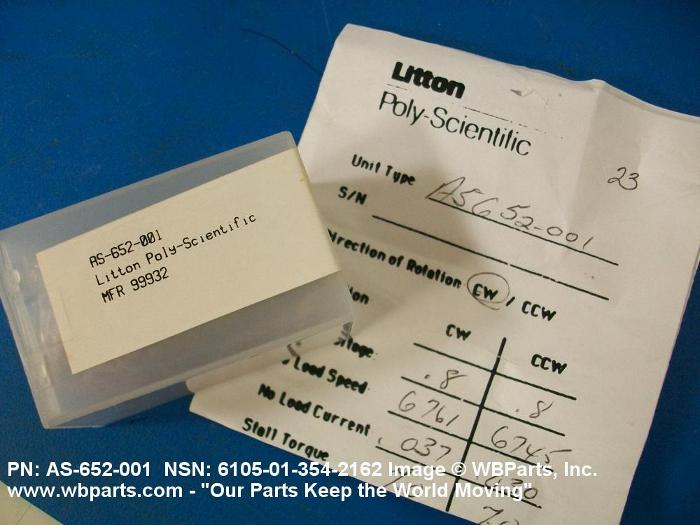 Litton
Poly-Scientific
23
Unit Type AS652-001
S/N
Direction of Rotation CW / CCW
CW CCW
.8 .8
Load Speed 6761 6745
No Load Current .037
Stall Torque
AS-652-001
Litton Poly-Scientific
MFR 99932
PN: AS-652-001 NSN: 6105-01-354-2162 Image © WBParts, Inc.
www.wbparts.com - "Our Parts Keep the World Moving"